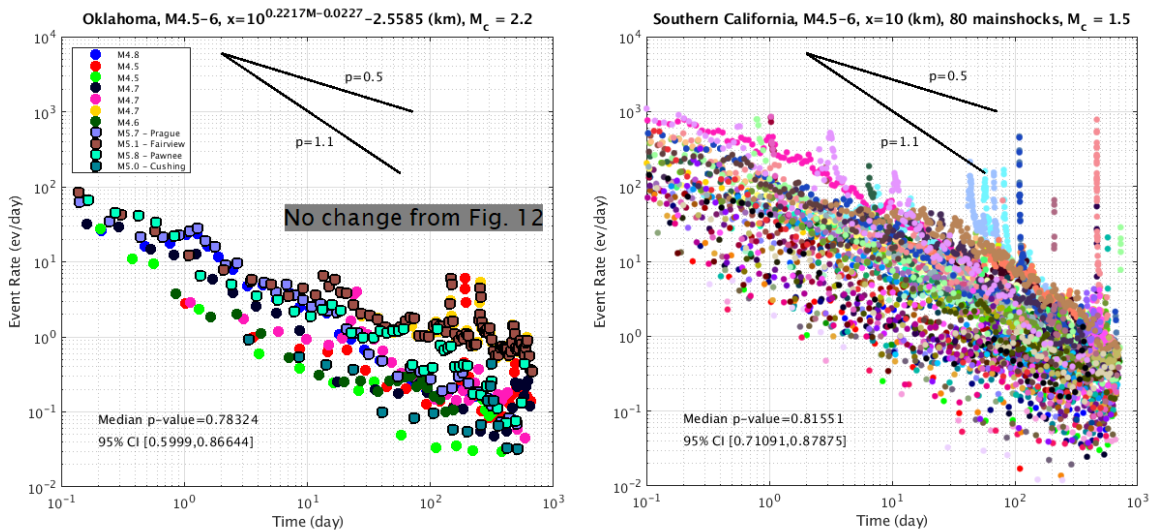 Oklahoma, M4.5-6, x=10^0.2217M-0.0227-2.5585 (km), M_c = 2.2
10^4
10^3
10^2
10^1
10^0
10^-1
10^-2
Event Rate (ev/day)
M4.8
M4.5
M4.5
M4.7
M4.7
M4.7
M4.6
M5.7 - Prague
M5.1 - Fairview
M5.8 - Pawnee
M5.0 - Cushing
p=0.5
p=1.1
No change from Fig. 12
Median p-value=0.78324
95% CI [0.5999,0.86644]
10^-1 10^0 10^1 10^2 10^3
Time (day)
Southern California, M4.5-6, x=10 (km), 80 mainshocks, M_c = 1.5
10^4
10^3
10^2
10^1
10^0
10^-1
10^-2
Event Rate (ev/day)
p=0.5
p=1.1
Median p-value=0.81551
95% CI [0.71091,0.87875]
10^-1 10^0 10^1 10^2 10^3
Time (day)